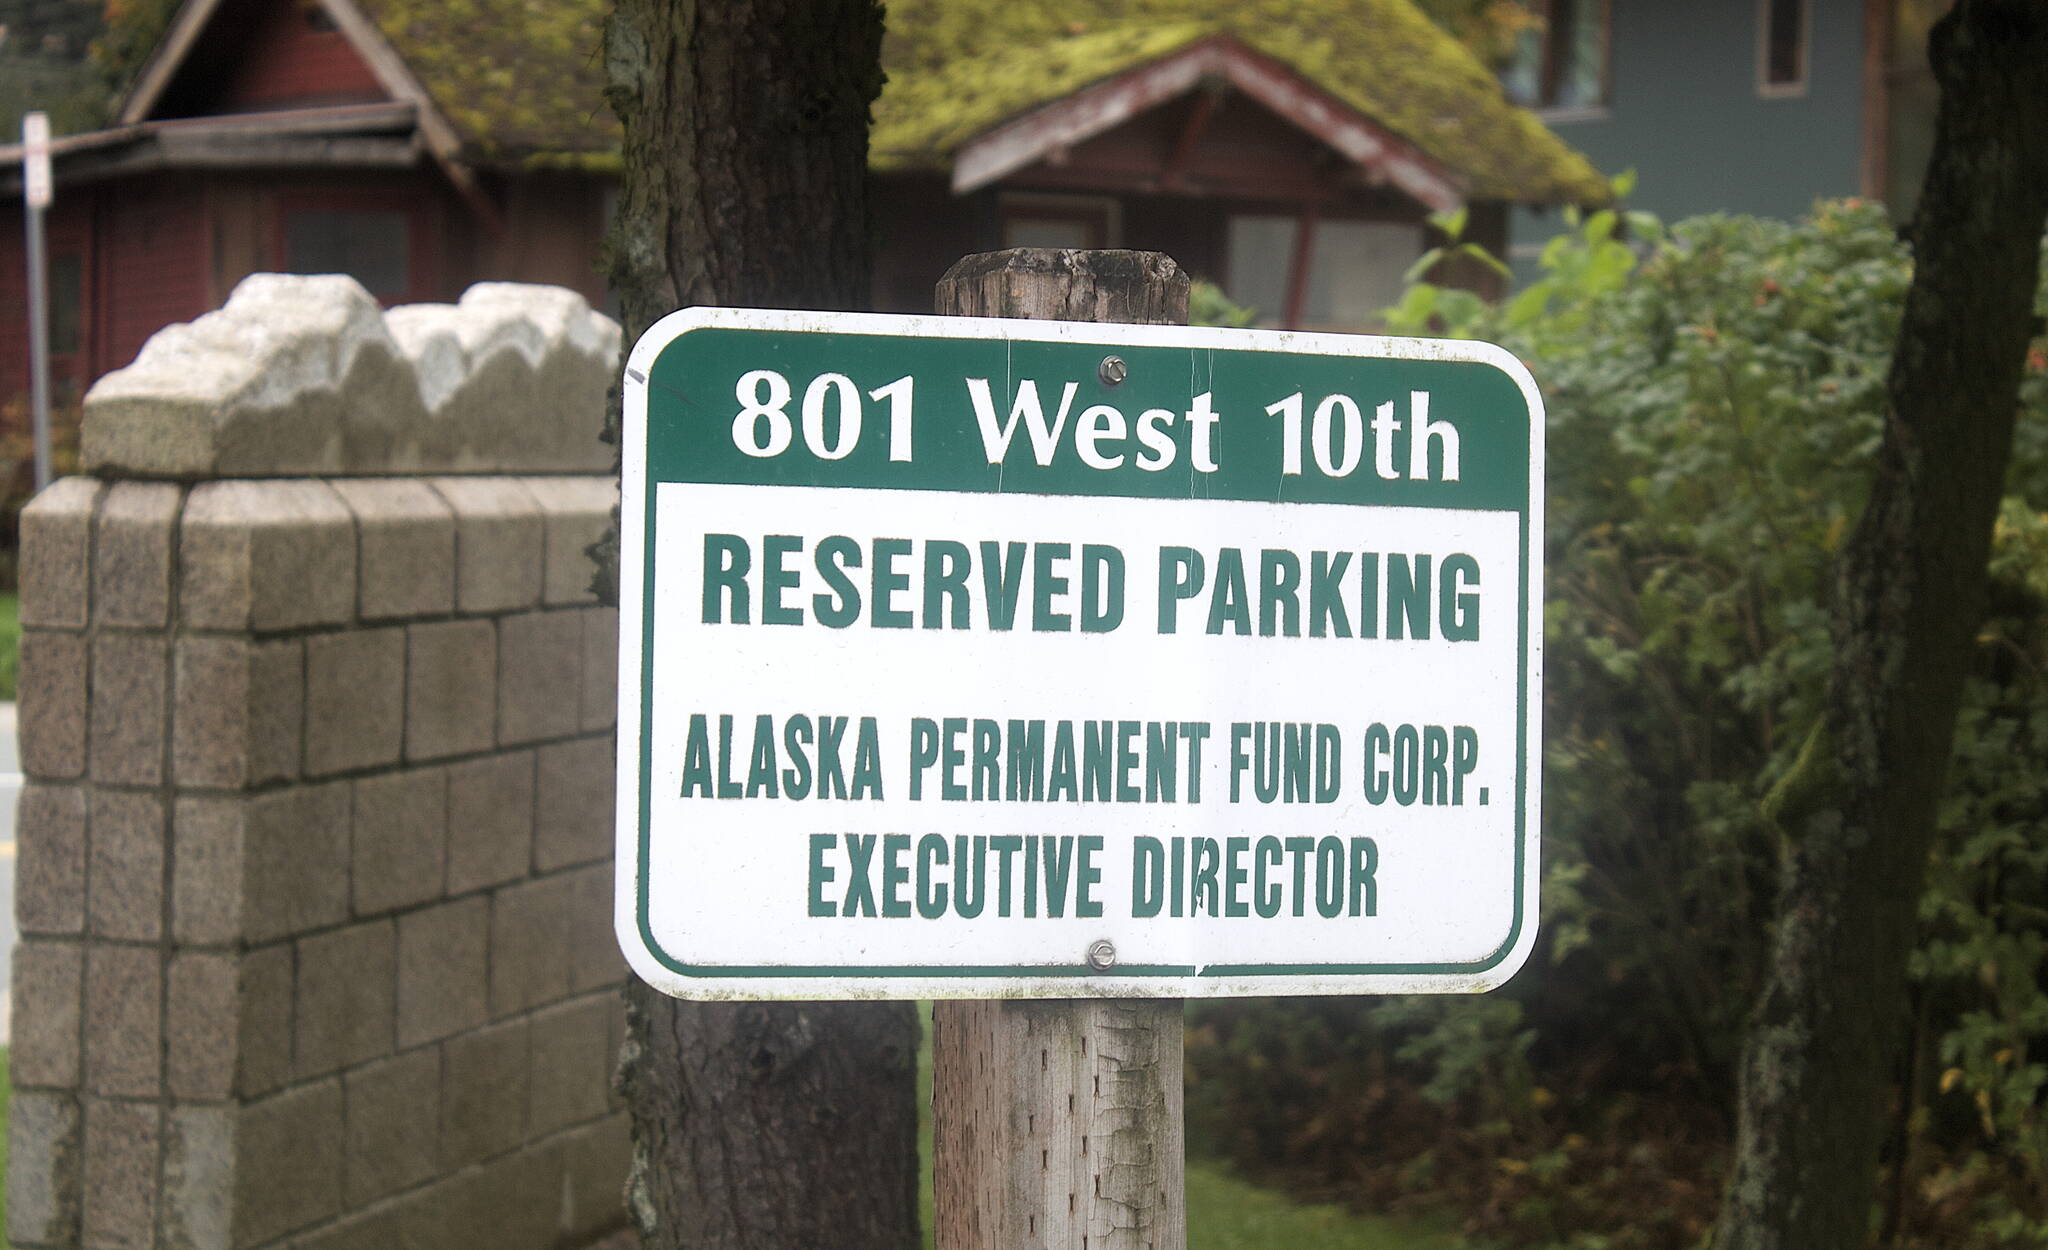 801 West 10th
RESERVED PARKING
ALASKA PERMANENT FUND CORP.
EXECUTIVE DIRECTOR